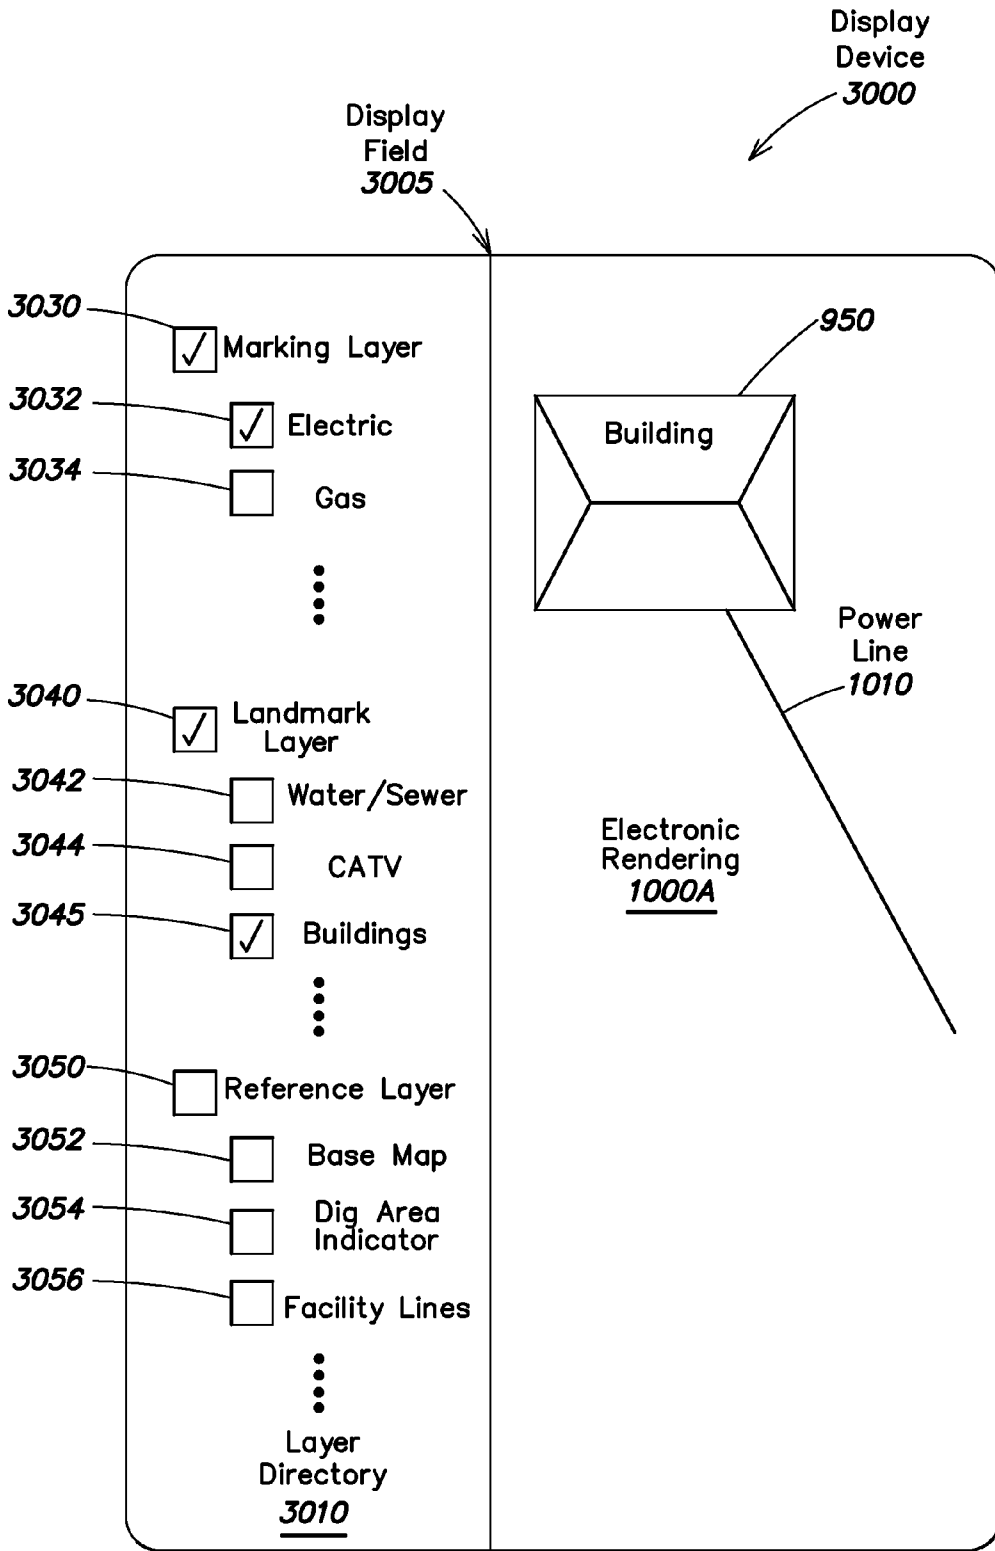 Display
Device
3000
Display
Field
3005
3030
Marking Layer
3032
Electric
3034
Gas
3040
Landmark
Layer
3042
Water/Sewer
3044
CATV
3045
Buildings
3050
Reference Layer
3052
Base Map
3054
Dig Area
Indicator
3056
Facility Lines
Layer
Directory
3010
950
Building
Power
Line
1010
Electronic
Rendering
1000A